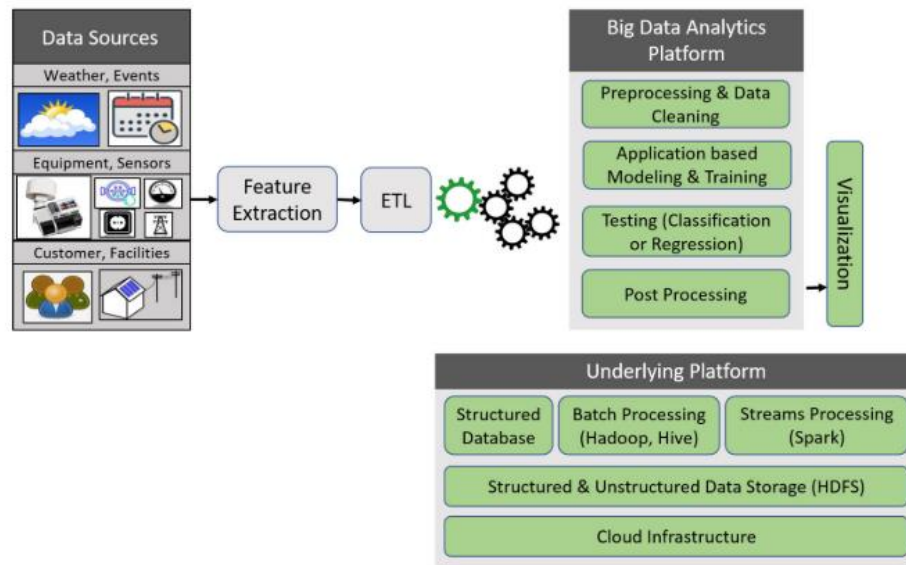 Data Sources
Weather, Events
Equipment, Sensors
Customer, Facilities
Feature
Extraction
ETL
Big Data Analytics
Platform
Preprocessing & Data
Cleaning
Application based
Modeling & Training
Testing (Classification
or Regression)
Post Processing
Visualization
Underlying Platform
Structured
Database
Batch Processing
(Hadoop, Hive)
Streams Processing
(Spark)
Structured & Unstructured Data Storage (HDFS)
Cloud Infrastructure